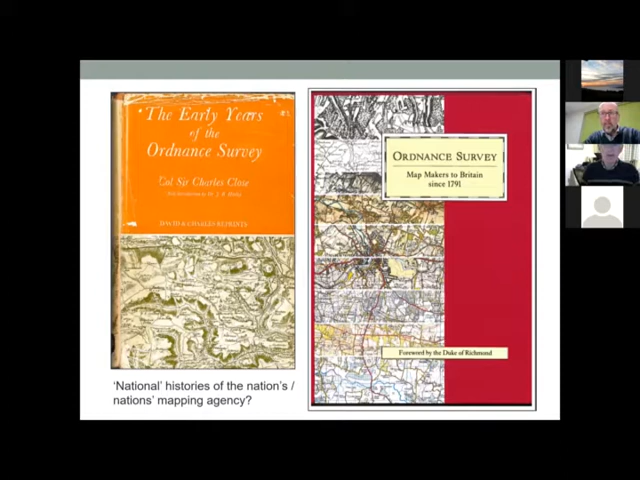 The Early Years
of the
Ordnance Survey
Col Sir Charles Close
DAVID & CHARLES REPRINTS
ORDNANCE SURVEY
Map Makers to Britain
since 1791
Foreword by the Duke of Richmond
‘National’ histories of the nation’s /
nations’ mapping agency?